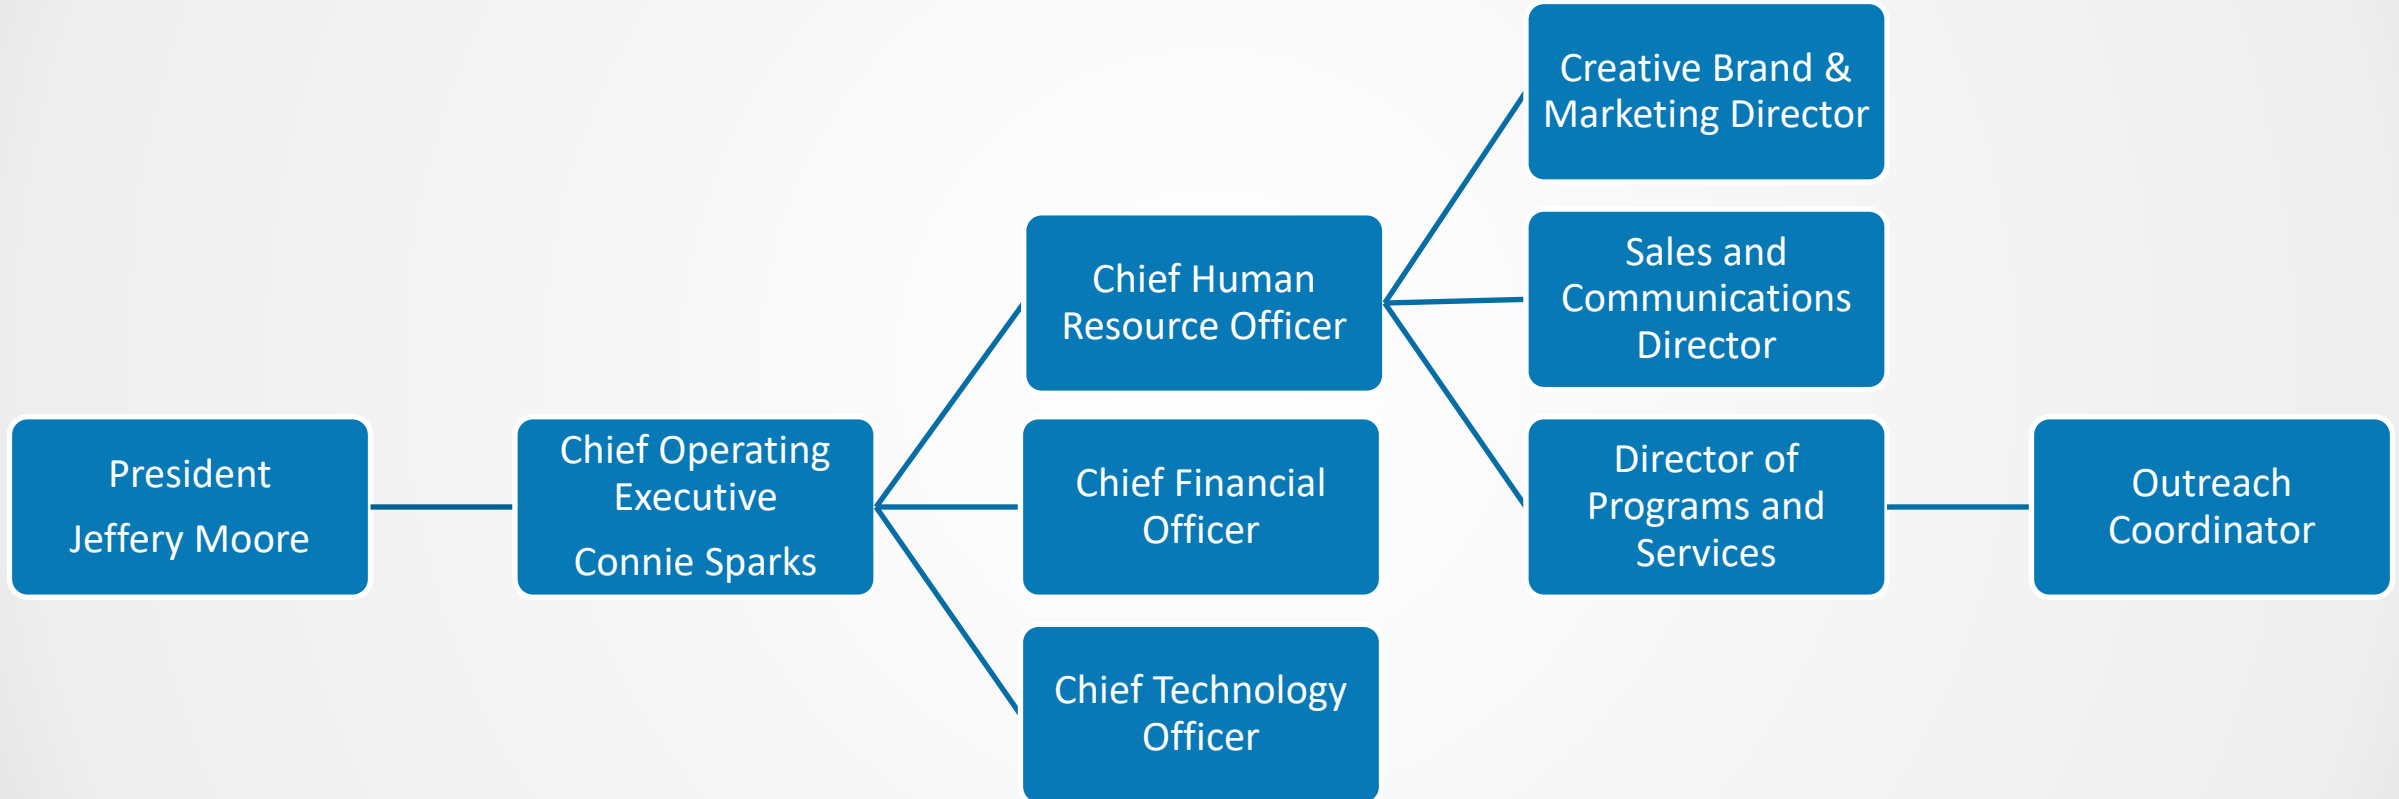 President
Jeffery Moore
Chief Operating
Executive
Connie Sparks
Chief Human
Resource Officer
Chief Financial
Officer
Chief Technology
Officer
Creative Brand &
Marketing Director
Sales and
Communications
Director
Director of
Programs and
Services
Outreach
Coordinator